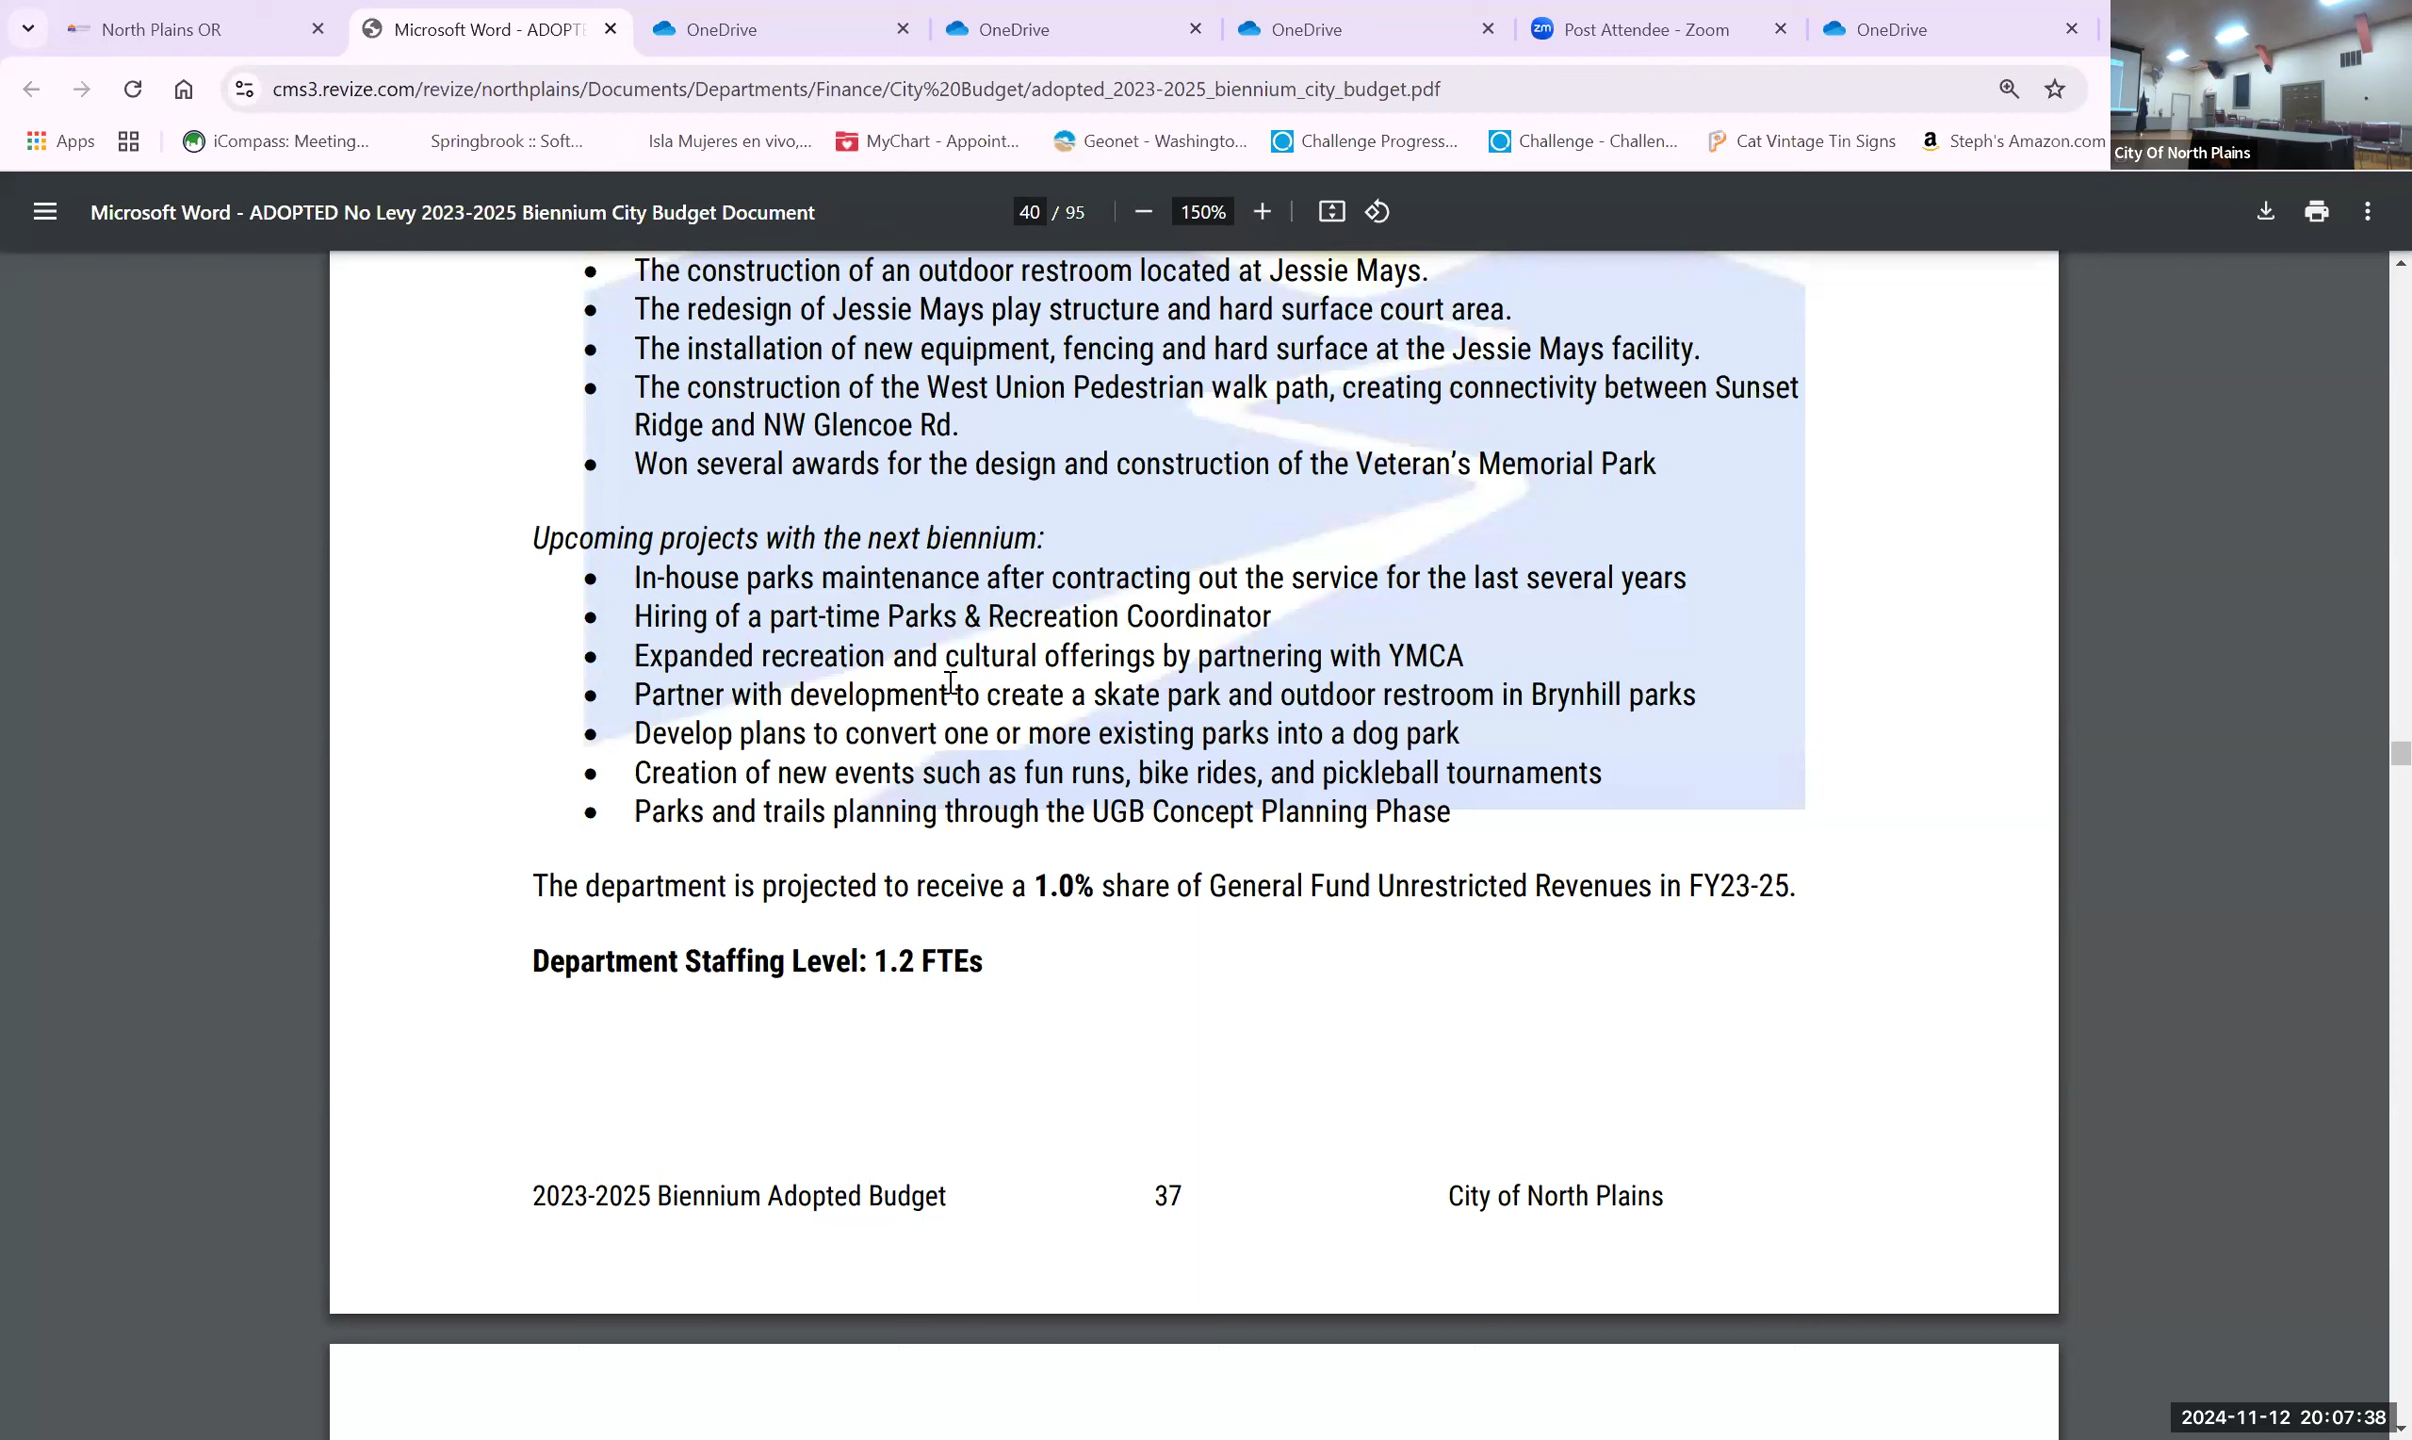 North Plains OR
Microsoft Word - ADOPT
OneDrive
OneDrive
OneDrive
zm
Post Attendee - Zoom
OneDrive
cms3.revize.com/revize/northplains/Documents/Departments/Finance/City%20Budget/adopted_2023-2025_biennium_city_budget.pdf
Apps
iCompass: Meeting...
Springbrook :: Soft...
Isla Mujeres en vivo,...
MyChart - Appoint...
Geonet - Washingto...
Challenge Progress...
Challenge - Challen...
Cat Vintage Tin Signs
Steph's Amazon.com
City Of North Plains
Microsoft Word - ADOPTED No Levy 2023-2025 Biennium City Budget Document
40 / 95
150%
• The construction of an outdoor restroom located at Jessie Mays.
• The redesign of Jessie Mays play structure and hard surface court area.
• The installation of new equipment, fencing and hard surface at the Jessie Mays facility.
• The construction of the West Union Pedestrian walk path, creating connectivity between Sunset
Ridge and NW Glencoe Rd.
• Won several awards for the design and construction of the Veteran's Memorial Park
Upcoming projects with the next biennium:
• In-house parks maintenance after contracting out the service for the last several years
• Hiring of a part-time Parks & Recreation Coordinator
• Expanded recreation and cultural offerings by partnering with YMCA
• Partner with development to create a skate park and outdoor restroom in Brynhill parks
• Develop plans to convert one or more existing parks into a dog park
• Creation of new events such as fun runs, bike rides, and pickleball tournaments
• Parks and trails planning through the UGB Concept Planning Phase
The department is projected to receive a 1.0% share of General Fund Unrestricted Revenues in FY23-25.
Department Staffing Level: 1.2 FTEs
2023-2025 Biennium Adopted Budget
37
City of North Plains
2024-11-12 20:07:38